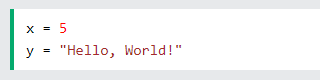 x = 5
y = "Hello, World!"